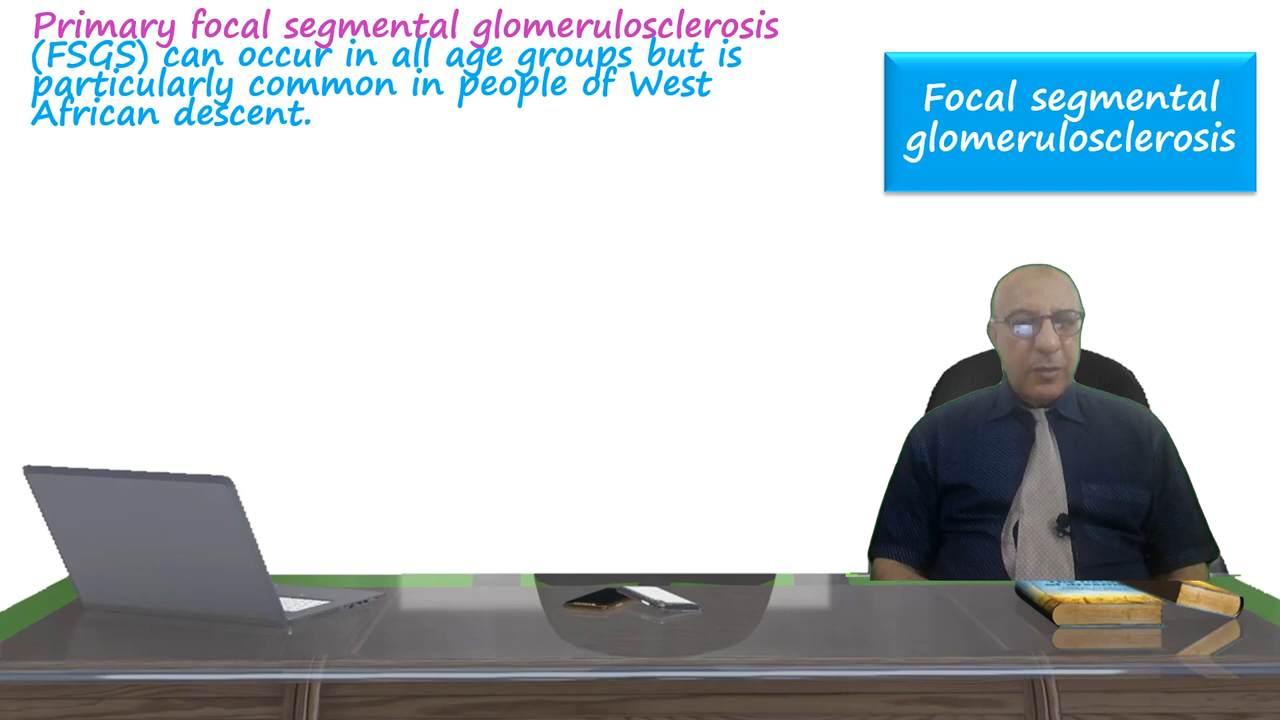 Primary focal segmental glomerulosclerosis
(FSGS) can occur in all age groups but is
particularly common in people of West
African descent.
Focal segmental
glomerulosclerosis